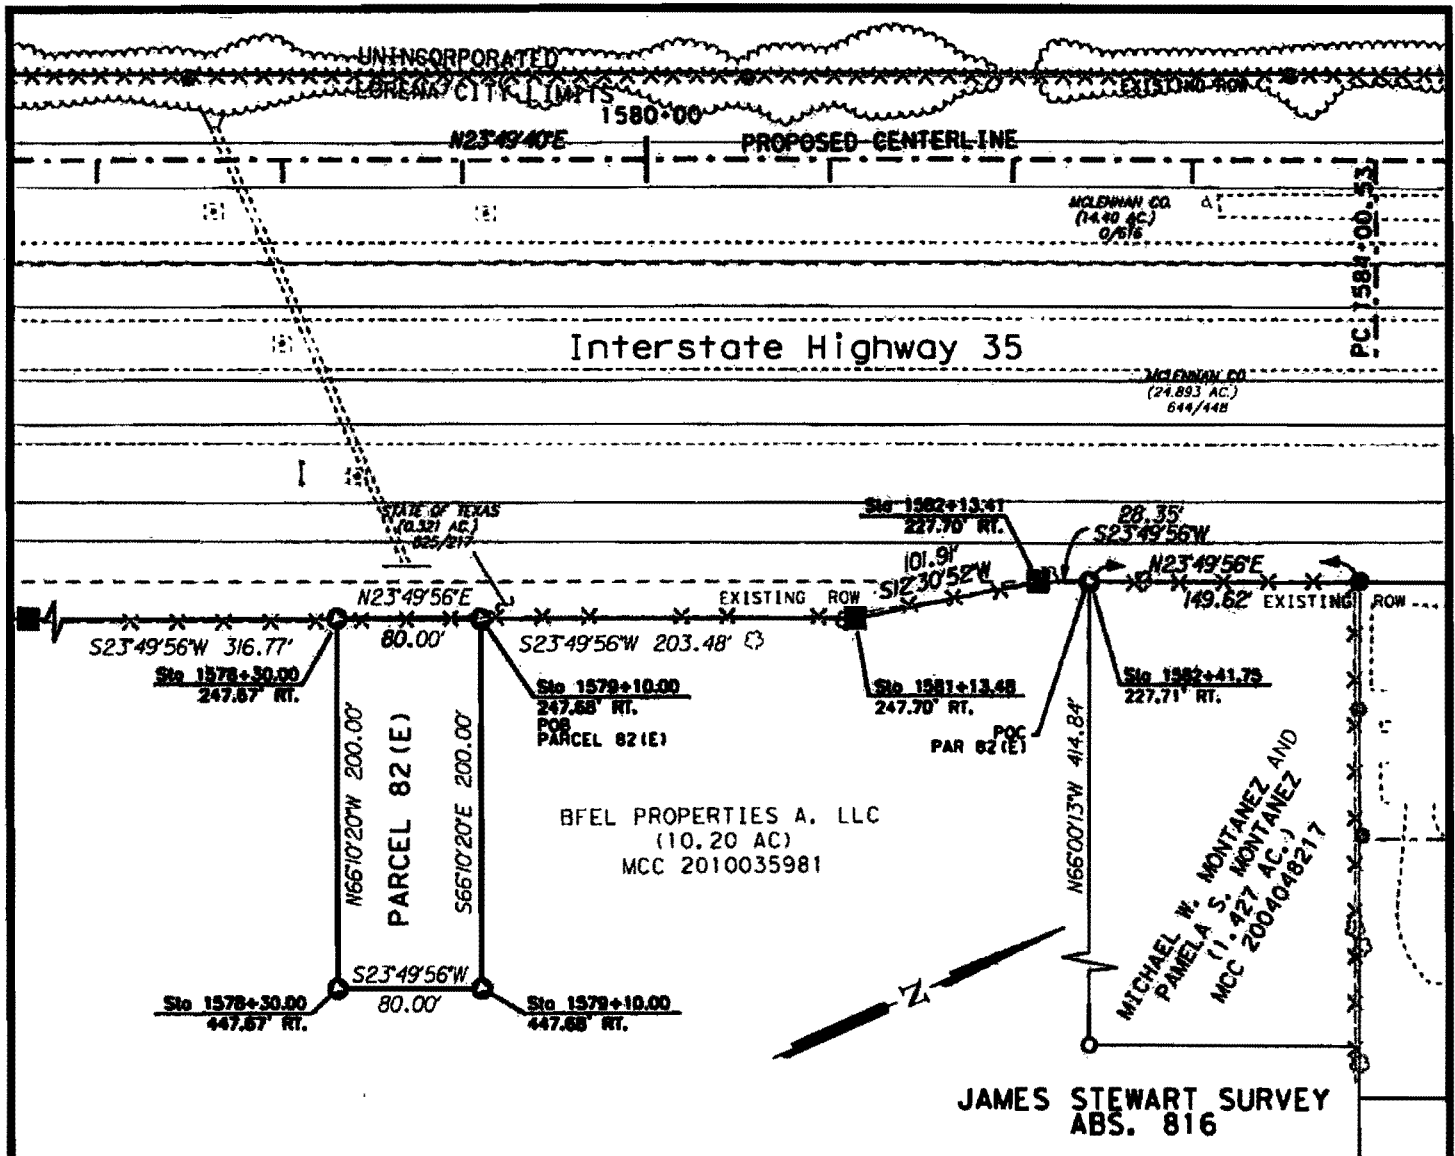 UNINSORPORATED
LORENA CITY LIMITS
EXISTING ROW
1580+00
N23°49'40"E
PROPOSED CENTERLINE
MCLENNAN CO.
(14.40 AC.)
0/616
PC 1584+00.53
Interstate Highway 35
MCLENNAN CO
(24.893 AC.)
644/448
STATE OF TEXAS
(0.321 AC.)
825/217
Sta 1582+13.41
227.70' RT.
28.35'
S23°49'56"W
101.91'
S12°30'52"W
N23°49'56"E
149.62'
EXISTING ROW
N23°49'56"E
80.00'
EXISTING ROW
S23°49'56"W 316.77'
S23°49'56"W 203.48'
Sta 1578+30.00
247.67' RT.
Sta 1579+10.00
247.68' RT.
POB
PARCEL 82(E)
Sta 1581+13.48
247.70' RT.
POC
PAR 82(E)
Sta 1582+41.75
227.71' RT.
N66°10'20"W 200.00'
PARCEL 82(E)
S66°10'20"E 200.00'
BFEL PROPERTIES A, LLC
(10.20 AC)
MCC 2010035981
N66°00'13"W 414.84'
MICHAEL W. MONTANEZ AND
PAMELA S. MONTANEZ
(1.427 AC.)
MCC 2004048217
S23°49'56"W
80.00'
Sta 1578+30.00
447.67' RT.
Sta 1579+10.00
447.68' RT.
N
JAMES STEWART SURVEY
ABS. 816